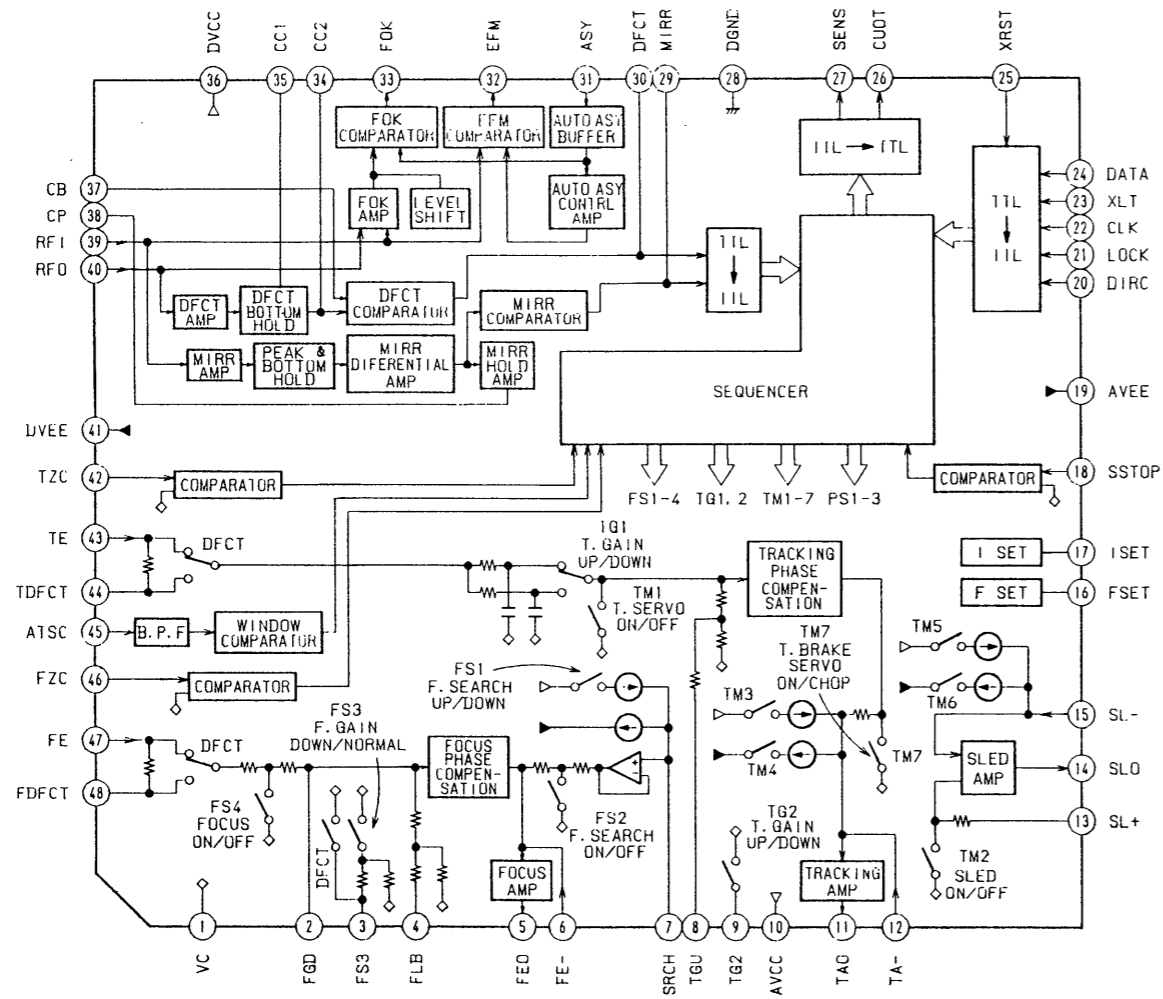 DVCC
CC1
CC2
FOK
EFM
ASY
DFCT
MIRR
DGND
SENS
CUOT
XRST
36
35
34
33
32
31
30
29
28
27
26
25
FOK
COMPARATOR
EFM
COMPARATOR
AUTO ASY
BUFFER
IIL → TTL
CB
37
CP
38
RFI
39
RFO
40
FOK
AMP
LEVEL
SHIFT
AUTO ASY
CONTRL
AMP
TTL
↓
IIL
TTL
↓
IIL
24
DATA
23
XLT
22
CLK
21
LOCK
20
DIRC
DFCT
AMP
DFCT
BOTTOM
HOLD
DFCT
COMPARATOR
MIRR
COMPARATOR
MIRR
AMP
PEAK &
BOTTOM
HOLD
MIRR
DIFERENTIAL
AMP
MIRR
HOLD
AMP
SEQUENCER
19
AVEE
DVEE
41
TZC
42
COMPARATOR
FS1-4
TG1, 2
TM1-7
PS1-3
COMPARATOR
18
SSTOP
TE
43
DFCT
TDFCT
44
TG1
T. GAIN
UP/DOWN
TM1
T. SERVO
ON/OFF
TRACKING
PHASE
COMPEN-
SATION
I SET
17
ISET
F SET
16
FSET
ATSC
45
B.P.F
WINDOW
COMPARATOR
FZC
46
COMPARATOR
FS1
F. SEARCH
UP/DOWN
TM7
T. BRAKE
SERVO
ON/CHOP
TM5
TM6
TM3
TM4
TM7
15
SL-
FE
47
DFCT
FDFCT
48
FS3
F. GAIN
DOWN/NORMAL
FOCUS
PHASE
COMPEN-
SATION
+
-
SLED
AMP
14
SLO
13
SL+
FS4
FOCUS
ON/OFF
DFCT
FS2
F. SEARCH
ON/OFF
TG2
T. GAIN
UP/DOWN
TM2
SLED
ON/OFF
FOCUS
AMP
TRACKING
AMP
1
2
3
4
5
6
7
8
9
10
11
12
VC
FGD
FS3
FLB
FEO
FE-
SRCH
TGU
TG2
AVCC
TAO
TA-